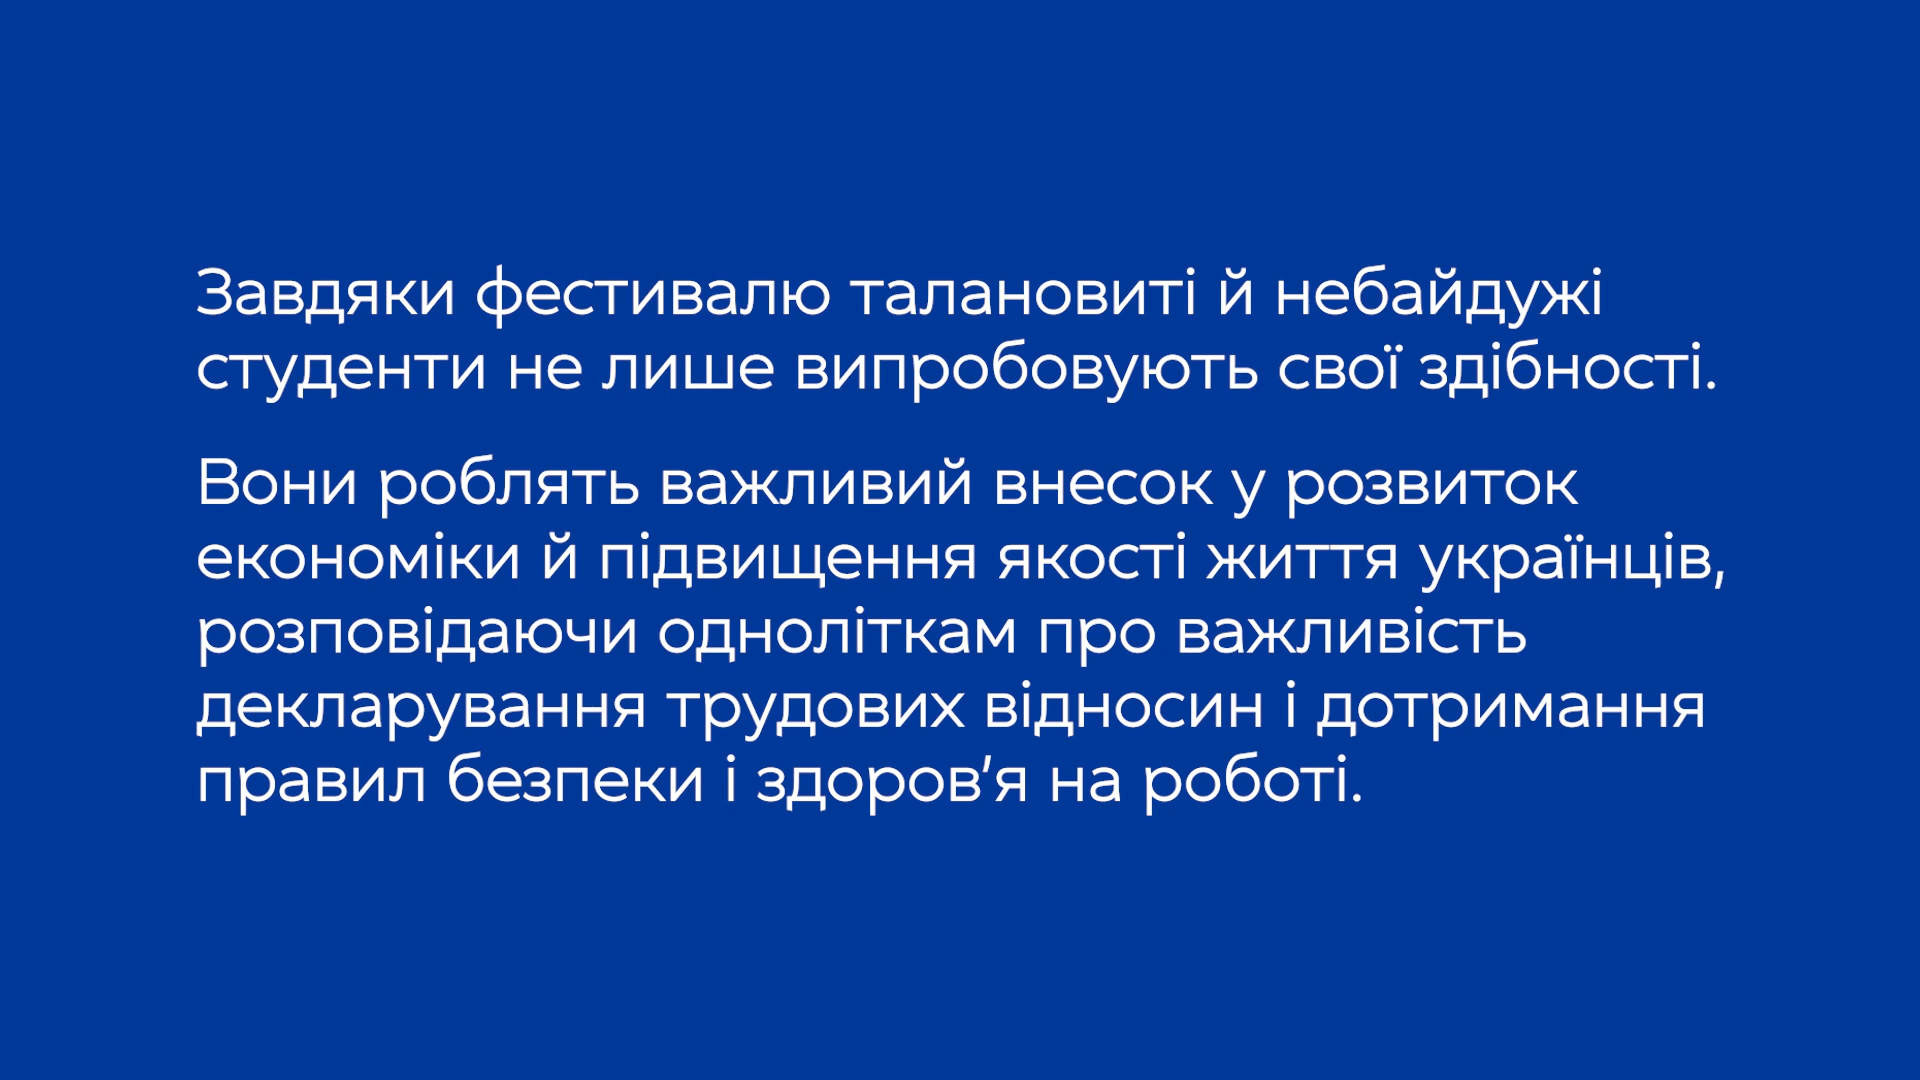 Завдяки фестивалю талановиті й небайдужі
студенти не лише випробовують свої здібності.
Вони роблять важливий внесок у розвиток
економіки й підвищення якості життя українців,
розповідаючи одноліткам про важливість
декларування трудових відносин і дотримання
правил безпеки і здоров’я на роботі.